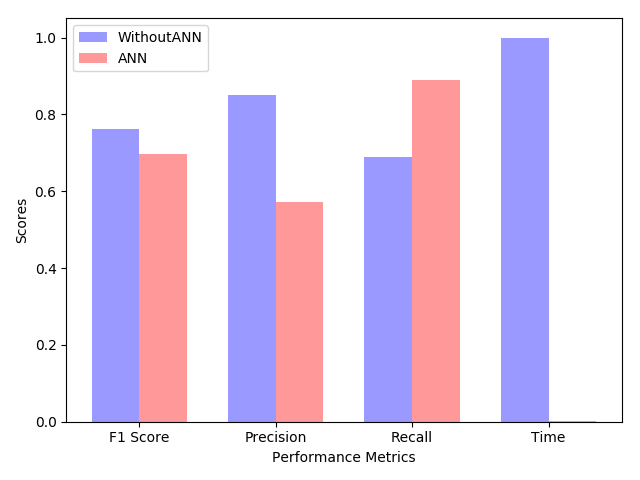 WithoutANN
ANN
Scores
1.0
0.8
0.6
0.4
0.2
0.0
F1 Score Precision Recall Time
Performance Metrics